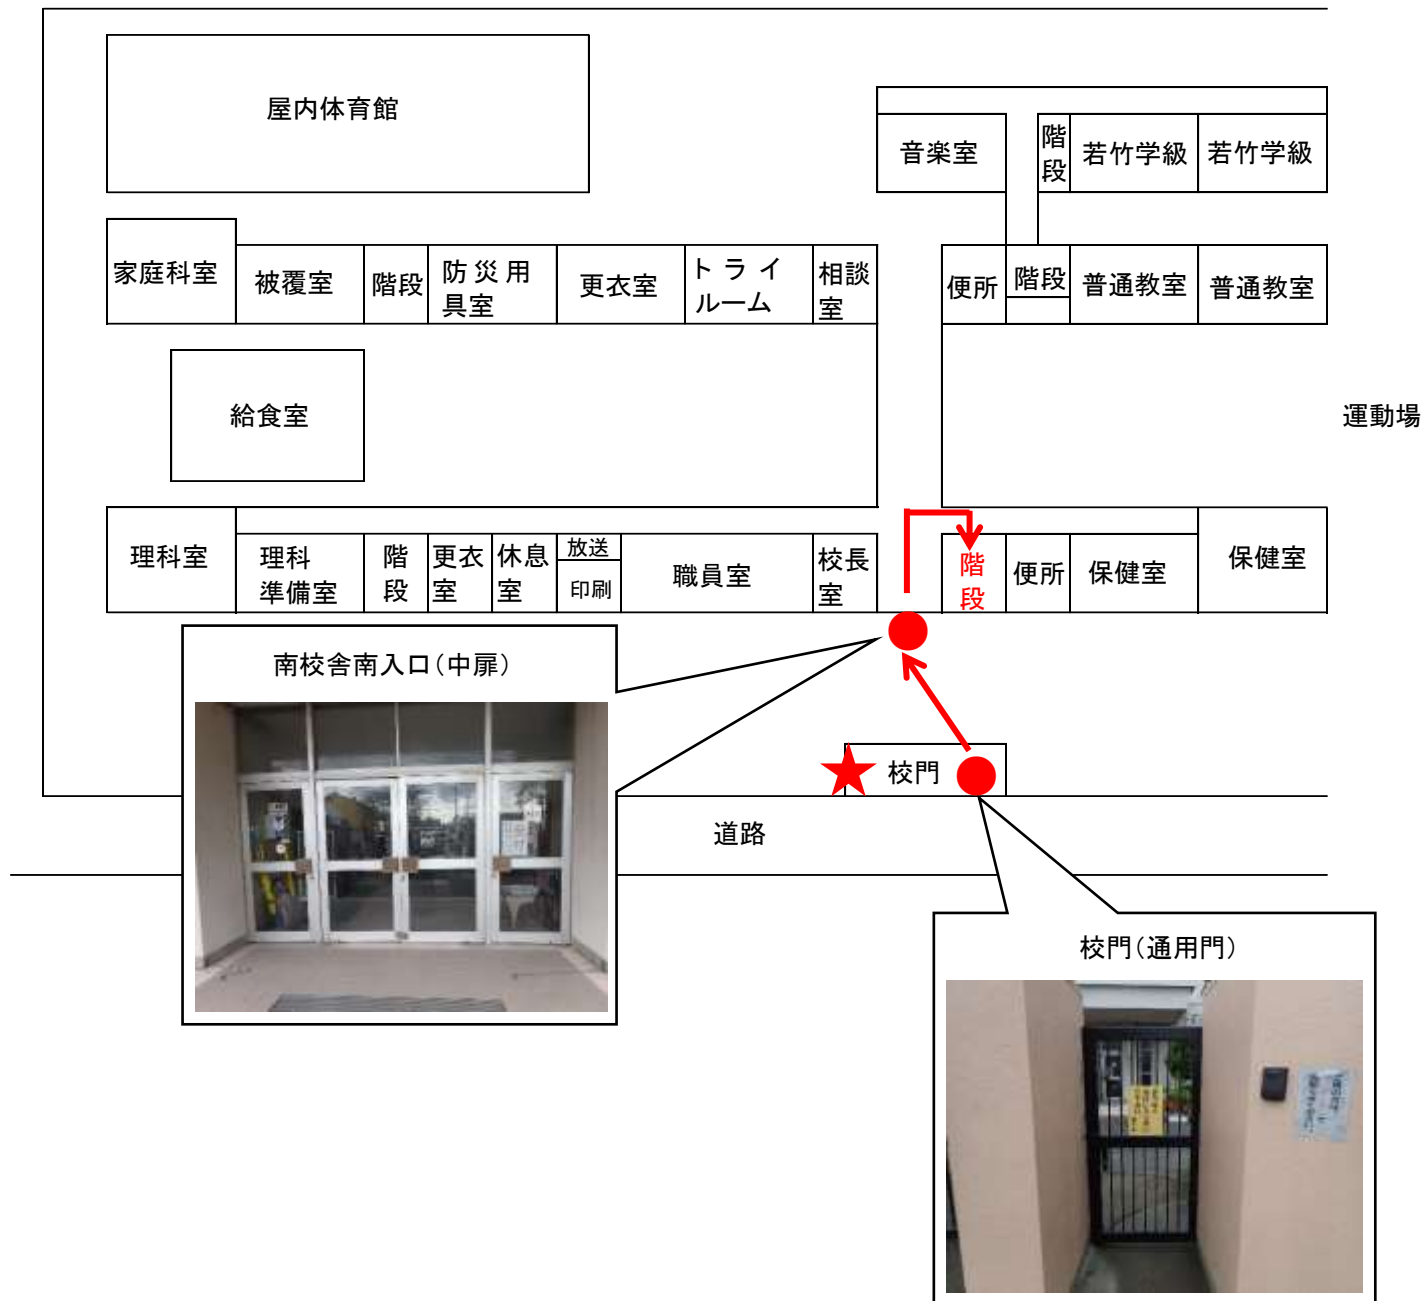 屋内体育館
音楽室
階
段
若竹学級
若竹学級
家庭科室
被覆室
階段
防災用
具室
更衣室
トライ
ルーム
相談
室
便所
階段
普通教室
普通教室
給食室
運動場
理科室
理科
準備室
階
段
更衣
室
休息
室
放送
印刷
職員室
校長
室
階
段
便所
保健室
保健室
南校舎南入口(中扉)
校門
道路
校門(通用門)